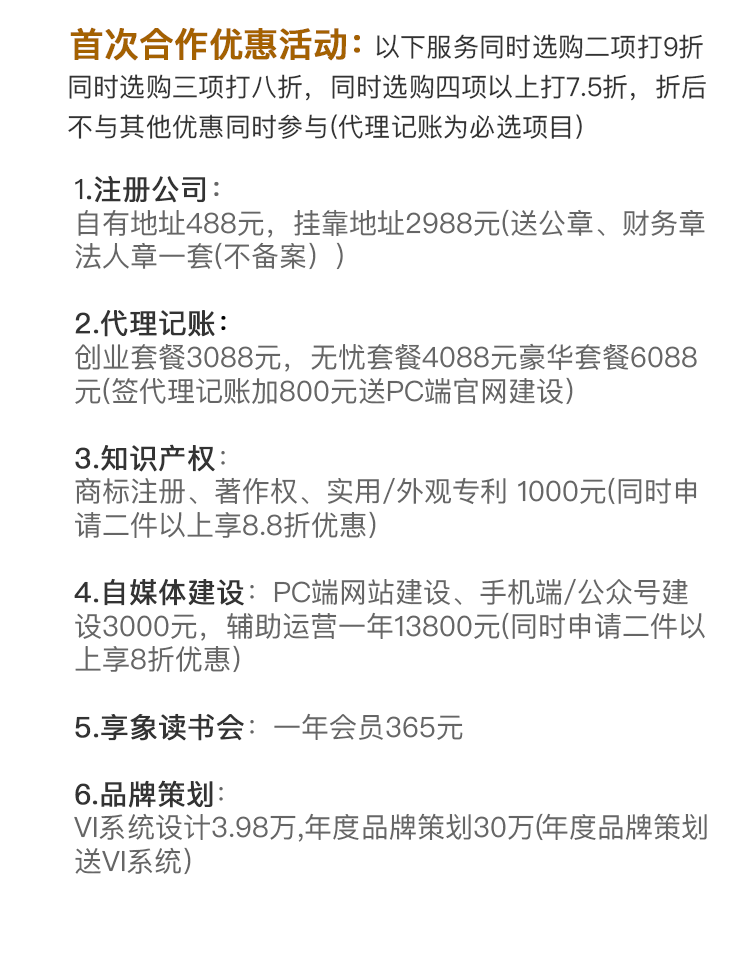 首次合作优惠活动：以下服务同时选购二项打9折
同时选购三项打八折，同时选购四项以上打7.5折，折后
不与其他优惠同时参与(代理记账为必选项目)
1.注册公司：
自有地址488元，挂靠地址2988元(送公章、财务章
法人章一套(不备案））
2.代理记账：
创业套餐3088元，无忧套餐4088元豪华套餐6088
元(签代理记账加800元送PC端官网建设)
3.知识产权：
商标注册、著作权、实用/外观专利 1000元(同时申
请二件以上享8.8折优惠)
4.自媒体建设：PC端网站建设、手机端/公众号建
设3000元，辅助运营一年13800元(同时申请二件以
上享8折优惠)
5.享象读书会：一年会员365元
6.品牌策划：
VI系统设计3.98万,年度品牌策划30万(年度品牌策划
送VI系统)